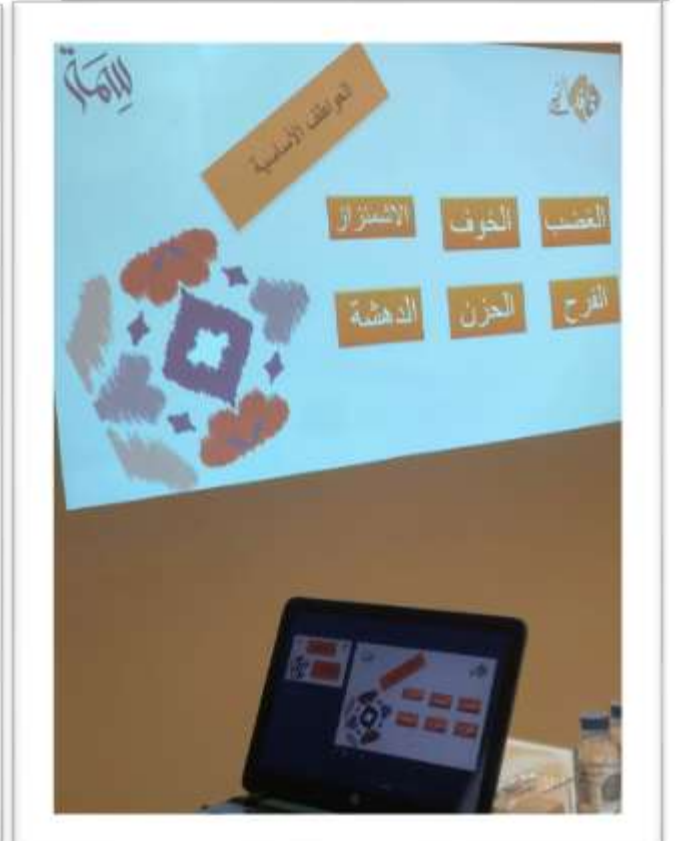 العواطف الأساسية
الغضب الخوف الاشمئزاز
الفرح الحزن الدهشة